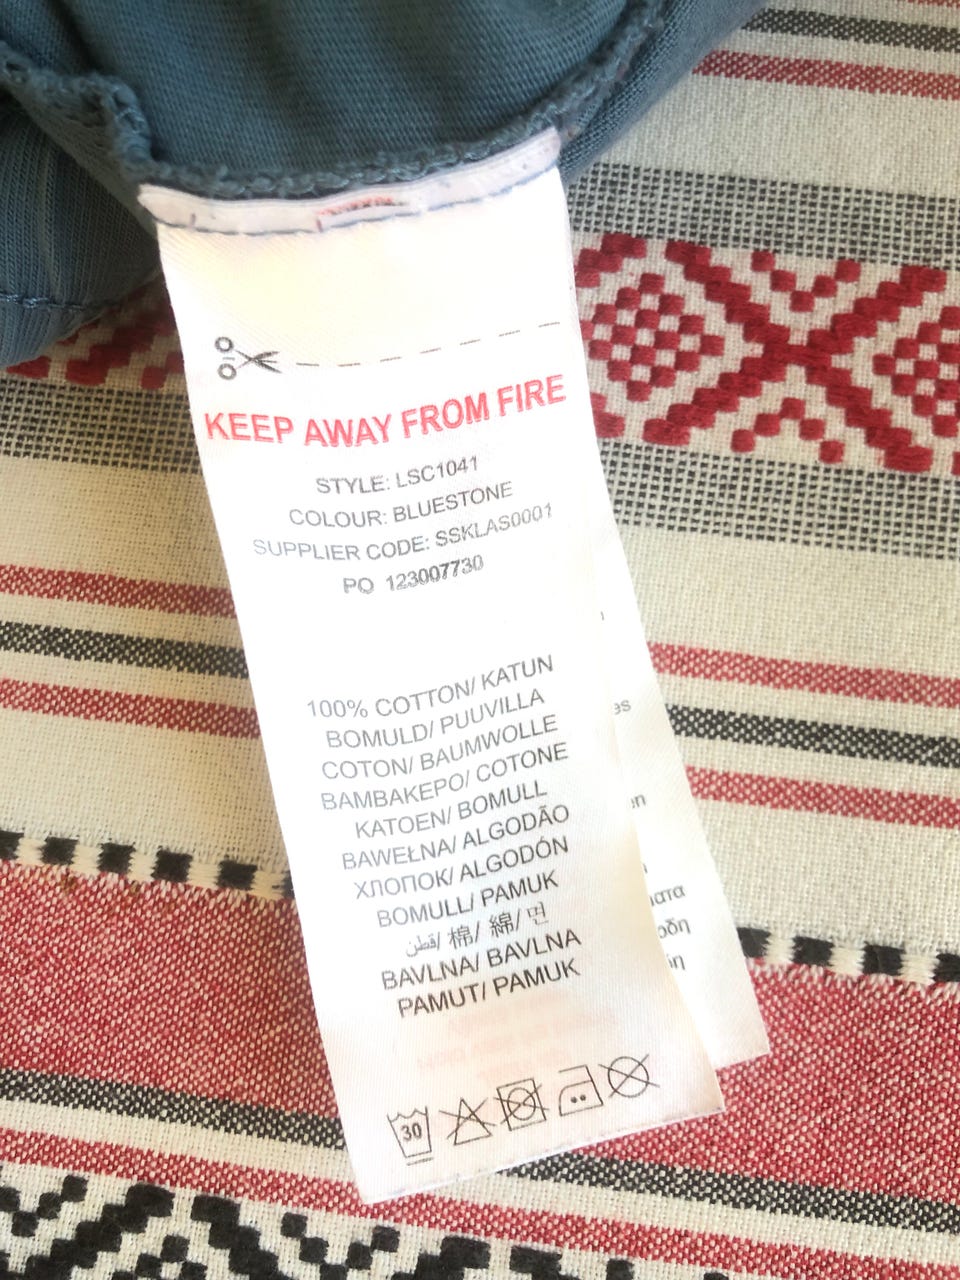 KEEP AWAY FROM FIRE
STYLE: LSC1041
COLOUR: BLUESTONE
SUPPLIER CODE: SSKLAS0001
PO 123007730
100% COTTON/ KATUN
BOMULD/ PUUVILLA
COTON/ BAUMWOLLE
ΒΑΜΒΑΚΕΡΟ/ COTONE
KATOEN/ BOMULL
BAWEŁNA/ ALGODÃO
ХЛОПОК/ ALGODÓN
BOMULL/ PAMUK
قطن/ 棉/ 綿/ 면
BAVLNA/ BAVLNA
PAMUT/ PAMUK
30